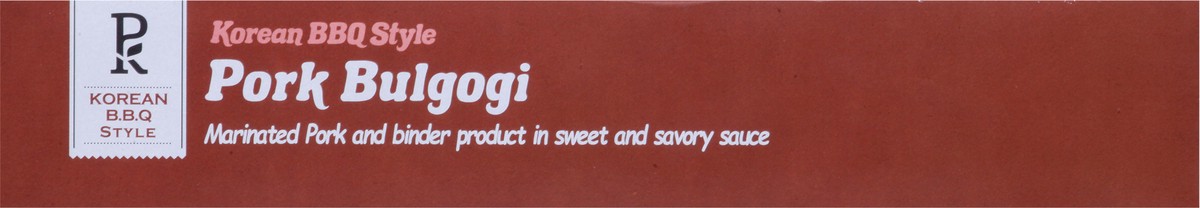 PK
KOREAN
B.B.Q
STYLE
Korean BBQ Style
Pork Bulgogi
Marinated Pork and binder product in sweet and savory sauce